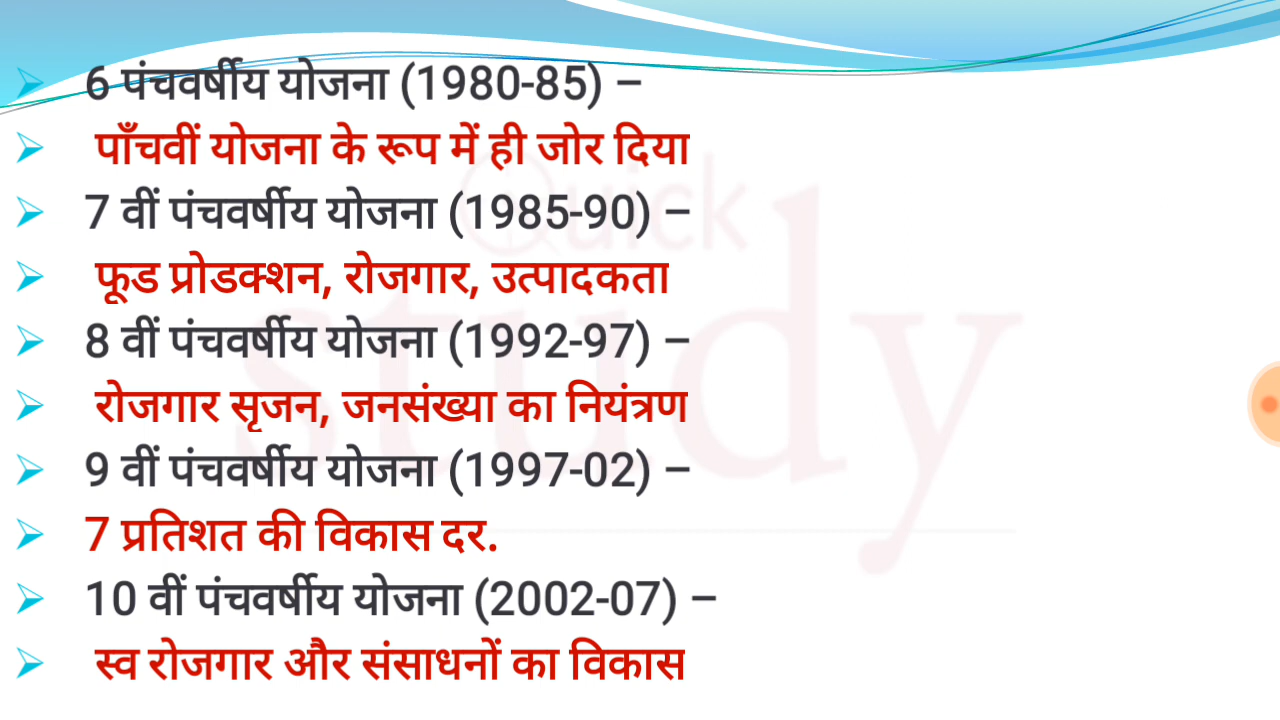 6 पंचवर्षीय योजना (1980-85) –
पाँचवीं योजना के रूप में ही जोर दिया
7 वीं पंचवर्षीय योजना (1985-90) –
फूड प्रोडक्शन, रोजगार, उत्पादकता
8 वीं पंचवर्षीय योजना (1992-97) –
रोजगार सृजन, जनसंख्या का नियंत्रण
9 वीं पंचवर्षीय योजना (1997-02) –
7 प्रतिशत की विकास दर.
10 वीं पंचवर्षीय योजना (2002-07) –
स्व रोजगार और संसाधनों का विकास
Quick
study